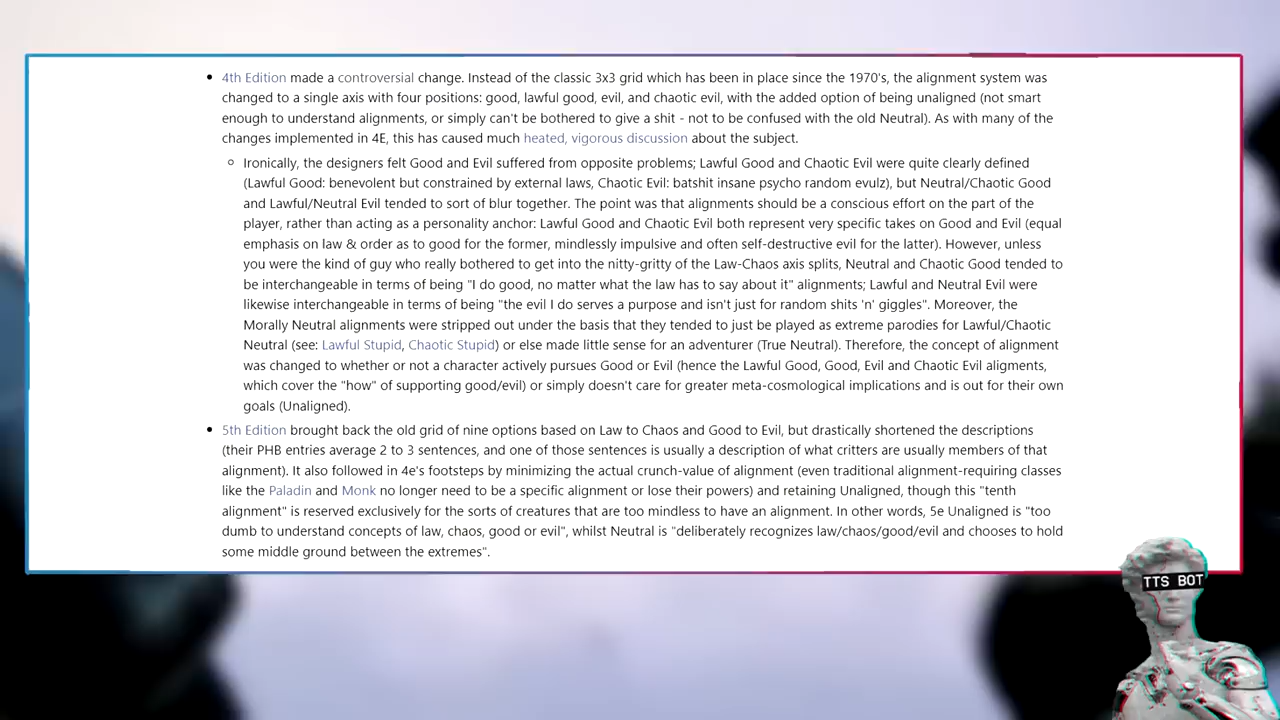 4th Edition made a controversial change. Instead of the classic 3x3 grid which has been in place since the 1970's, the alignment system was
changed to a single axis with four positions: good, lawful good, evil, and chaotic evil, with the added option of being unaligned (not smart
enough to understand alignments, or simply can't be bothered to give a shit - not to be confused with the old Neutral). As with many of the
changes implemented in 4E, this has caused much heated, vigorous discussion about the subject.
Ironically, the designers felt Good and Evil suffered from opposite problems; Lawful Good and Chaotic Evil were quite clearly defined
(Lawful Good: benevolent but constrained by external laws, Chaotic Evil: batshit insane psycho random evulz), but Neutral/Chaotic Good
and Lawful/Neutral Evil tended to sort of blur together. The point was that alignments should be a conscious effort on the part of the
player, rather than acting as a personality anchor: Lawful Good and Chaotic Evil both represent very specific takes on Good and Evil (equal
emphasis on law & order as to good for the former, mindlessly impulsive and often self-destructive evil for the latter). However, unless
you were the kind of guy who really bothered to get into the nitty-gritty of the Law-Chaos axis splits, Neutral and Chaotic Good tended to
be interchangeable in terms of being "I do good, no matter what the law has to say about it" alignments; Lawful and Neutral Evil were
likewise interchangeable in terms of being "the evil I do serves a purpose and isn't just for random shits 'n' giggles". Moreover, the
Morally Neutral alignments were stripped out under the basis that they tended to just be played as extreme parodies for Lawful/Chaotic
Neutral (see: Lawful Stupid, Chaotic Stupid) or else made little sense for an adventurer (True Neutral). Therefore, the concept of alignment
was changed to whether or not a character actively pursues Good or Evil (hence the Lawful Good, Good, Evil and Chaotic Evil aligments,
which cover the "how" of supporting good/evil) or simply doesn't care for greater meta-cosmological implications and is out for their own
goals (Unaligned).
5th Edition brought back the old grid of nine options based on Law to Chaos and Good to Evil, but drastically shortened the descriptions
(their PHB entries average 2 to 3 sentences, and one of those sentences is usually a description of what critters are usually members of that
alignment). It also followed in 4e's footsteps by minimizing the actual crunch-value of alignment (even traditional alignment-requiring classes
like the Paladin and Monk no longer need to be a specific alignment or lose their powers) and retaining Unaligned, though this "tenth
alignment" is reserved exclusively for the sorts of creatures that are too mindless to have an alignment. In other words, 5e Unaligned is "too
dumb to understand concepts of law, chaos, good or evil", whilst Neutral is "deliberately recognizes law/chaos/good/evil and chooses to hold
some middle ground between the extremes".
TTS BOT